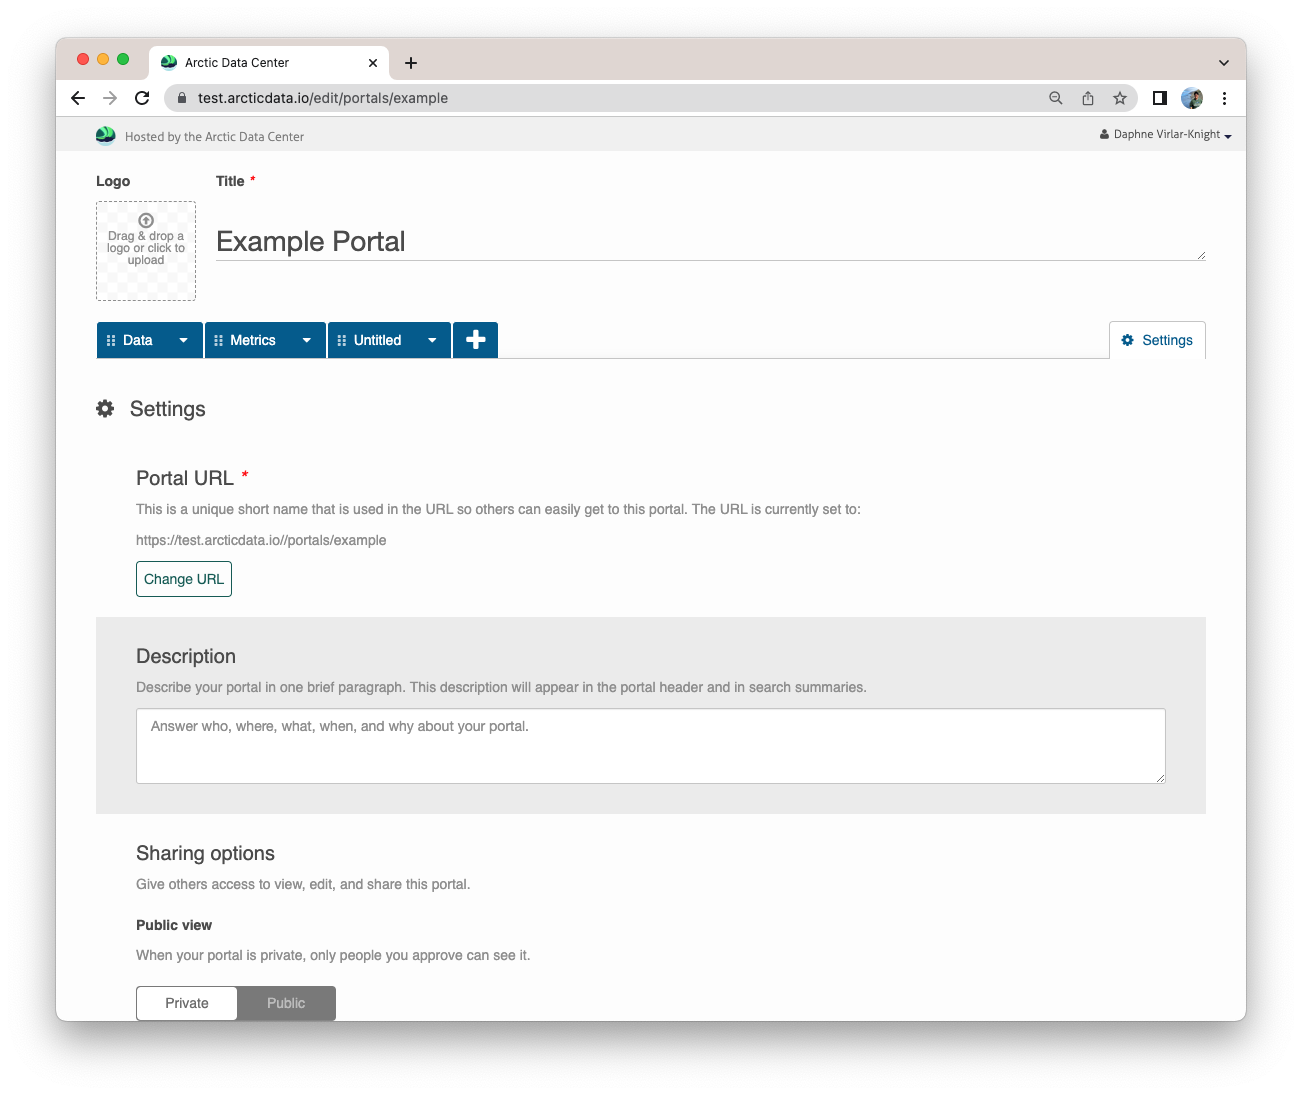 Arctic Data Center
test.arcticdata.io/edit/portals/example
Hosted by the Arctic Data Center
Daphne Virlar-Knight
Logo
Title *
Drag & drop a
logo or click to
upload
Example Portal
Data
Metrics
Untitled
Settings
Settings
Portal URL *
This is a unique short name that is used in the URL so others can easily get to this portal. The URL is currently set to:
https://test.arcticdata.io//portals/example
Change URL
Description
Describe your portal in one brief paragraph. This description will appear in the portal header and in search summaries.
Answer who, where, what, when, and why about your portal.
Sharing options
Give others access to view, edit, and share this portal.
Public view
When your portal is private, only people you approve can see it.
Private
Public